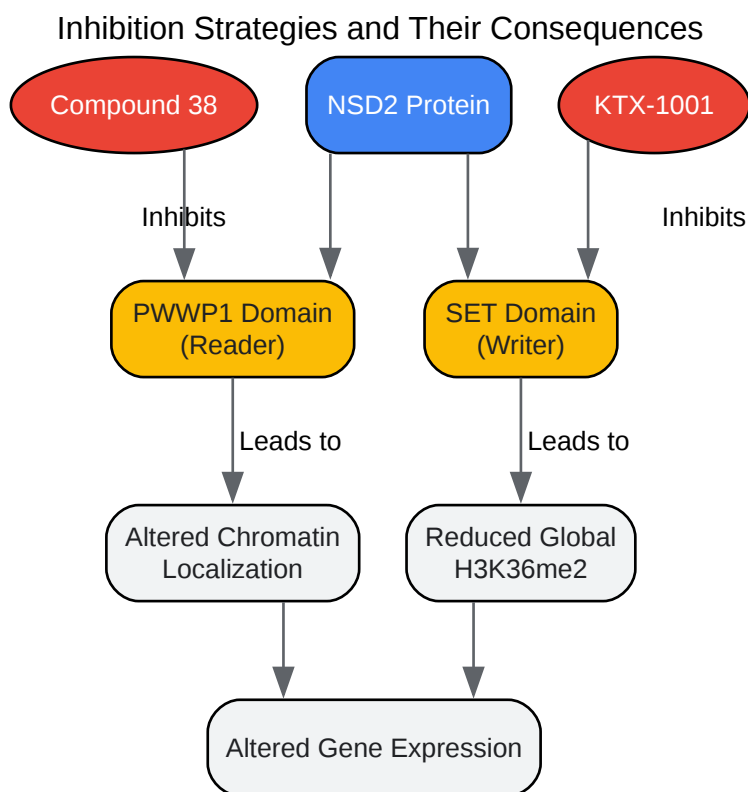 Inhibition Strategies and Their Consequences
Compound 38
NSD2 Protein
KTX-1001
Inhibits
Inhibits
PWWP1 Domain
(Reader)
SET Domain
(Writer)
Leads to
Leads to
Altered Chromatin
Localization
Reduced Global
H3K36me2
Altered Gene Expression